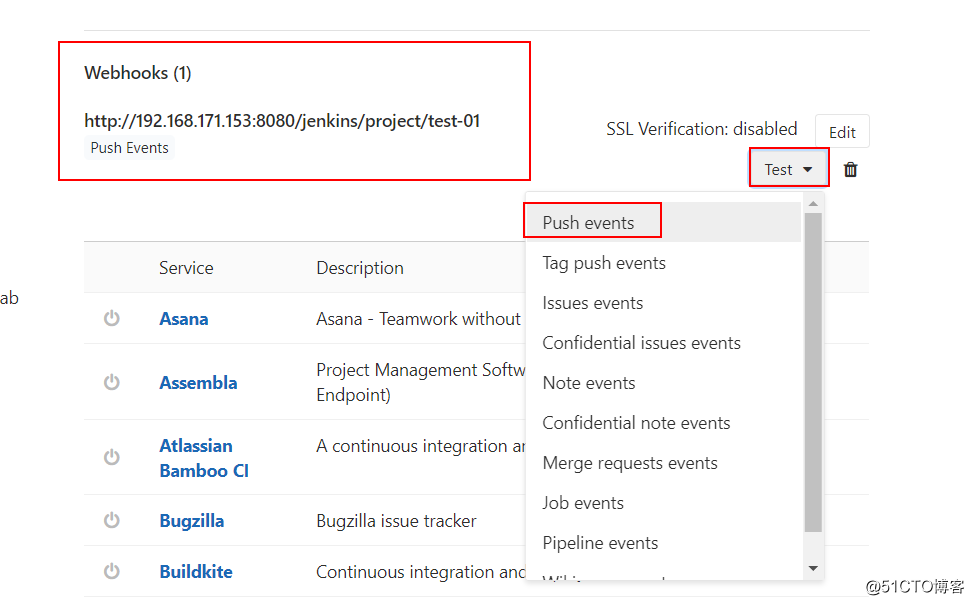 Webhooks (1)
http://192.168.171.153:8080/jenkins/project/test-01
Push Events
SSL Verification: disabled
Edit
Test
Push events
Tag push events
Issues events
Confidential issues events
Note events
Confidential note events
Merge requests events
Job events
Pipeline events
ab
Service Description
Asana Asana - Teamwork without
Assembla Project Management Softw
Endpoint)
Atlassian
Bamboo CI
A continuous integration an
Bugzilla Bugzilla issue tracker
Buildkite Continuous integration and
@51CTO博客